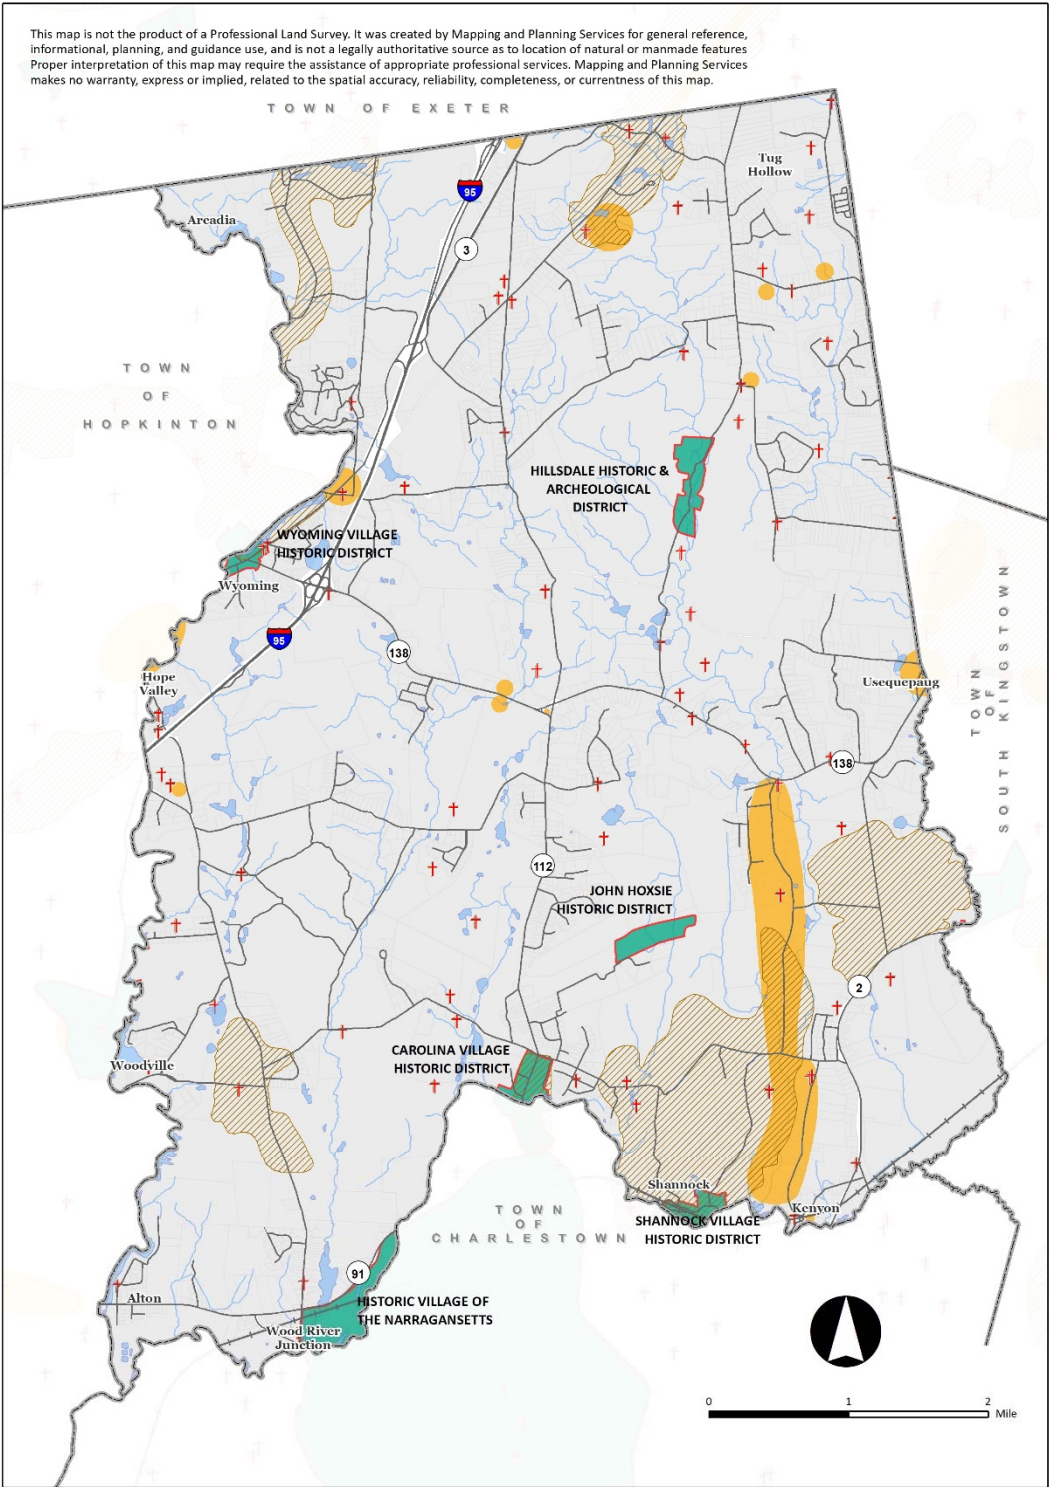 This map is not the product of a Professional Land Survey. It was created by Mapping and Planning Services for general reference,
informational, planning, and guidance use, and is not a legally authoritative source as to location of natural or manmade features
Proper interpretation of this map may require the assistance of appropriate professional services. Mapping and Planning Services
makes no warranty, express or implied, related to the spatial accuracy, reliability, completeness, or currentness of this map.
TOWN OF EXETER
Tug
Hollow
95
Arcadia
3
TOWN
OF
HOPKINTON
HILLSDALE HISTORIC &
ARCHEOLOGICAL
DISTRICT
WYOMING VILLAGE
HISTORIC DISTRICT
Wyoming
95
138
TOWN
OF
SOUTH KINGSTOWN
Hope
Valley
Usequepaug
138
112
JOHN HOXSIE
HISTORIC DISTRICT
2
CAROLINA VILLAGE
HISTORIC DISTRICT
Woodville
Shannock
Kenyon
TOWN
OF
CHARLESTOWN
SHANNOCK VILLAGE
HISTORIC DISTRICT
91
Alton
HISTORIC VILLAGE OF
THE NARRAGANSETTS
Wood River
Junction
0 1 2
Mile